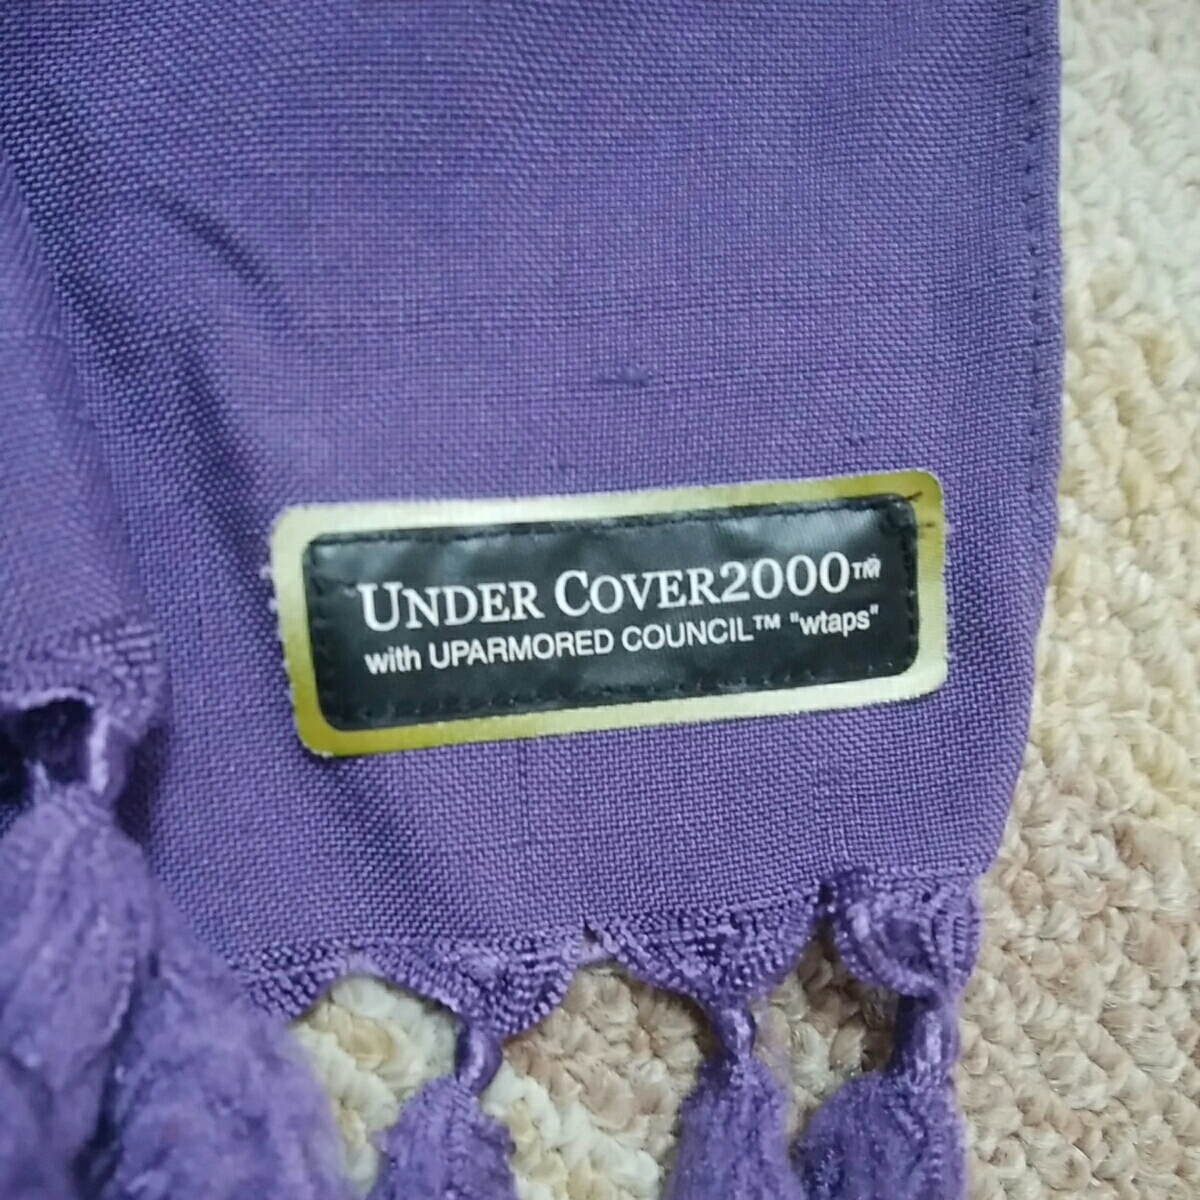 UNDER COVER2000™
with UPARMORED COUNCIL™ "wtaps"